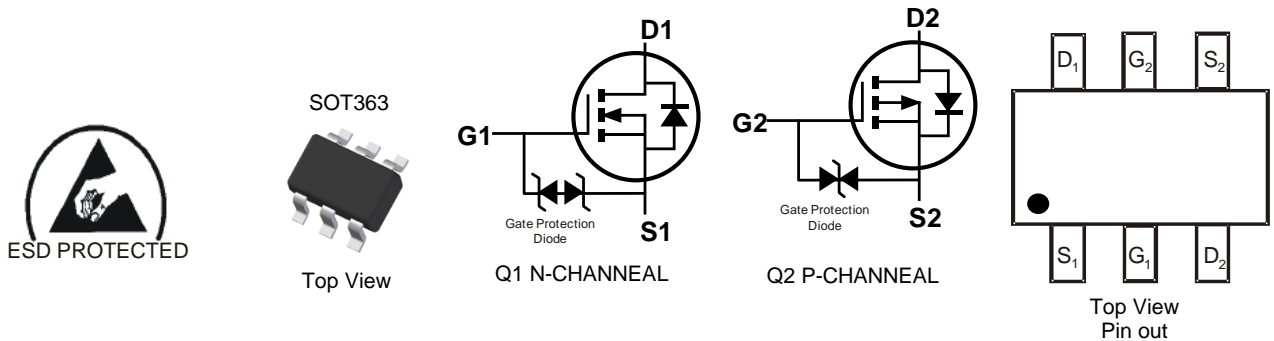 ESD PROTECTED
SOT363
Top View
D1
G1
Gate Protection
Diode
S1
Q1 N-CHANNEAL
D2
G2
Gate Protection
Diode
S2
Q2 P-CHANNEAL
D₁ G₂ S₂
S₁ G₁ D₂
Top View
Pin out